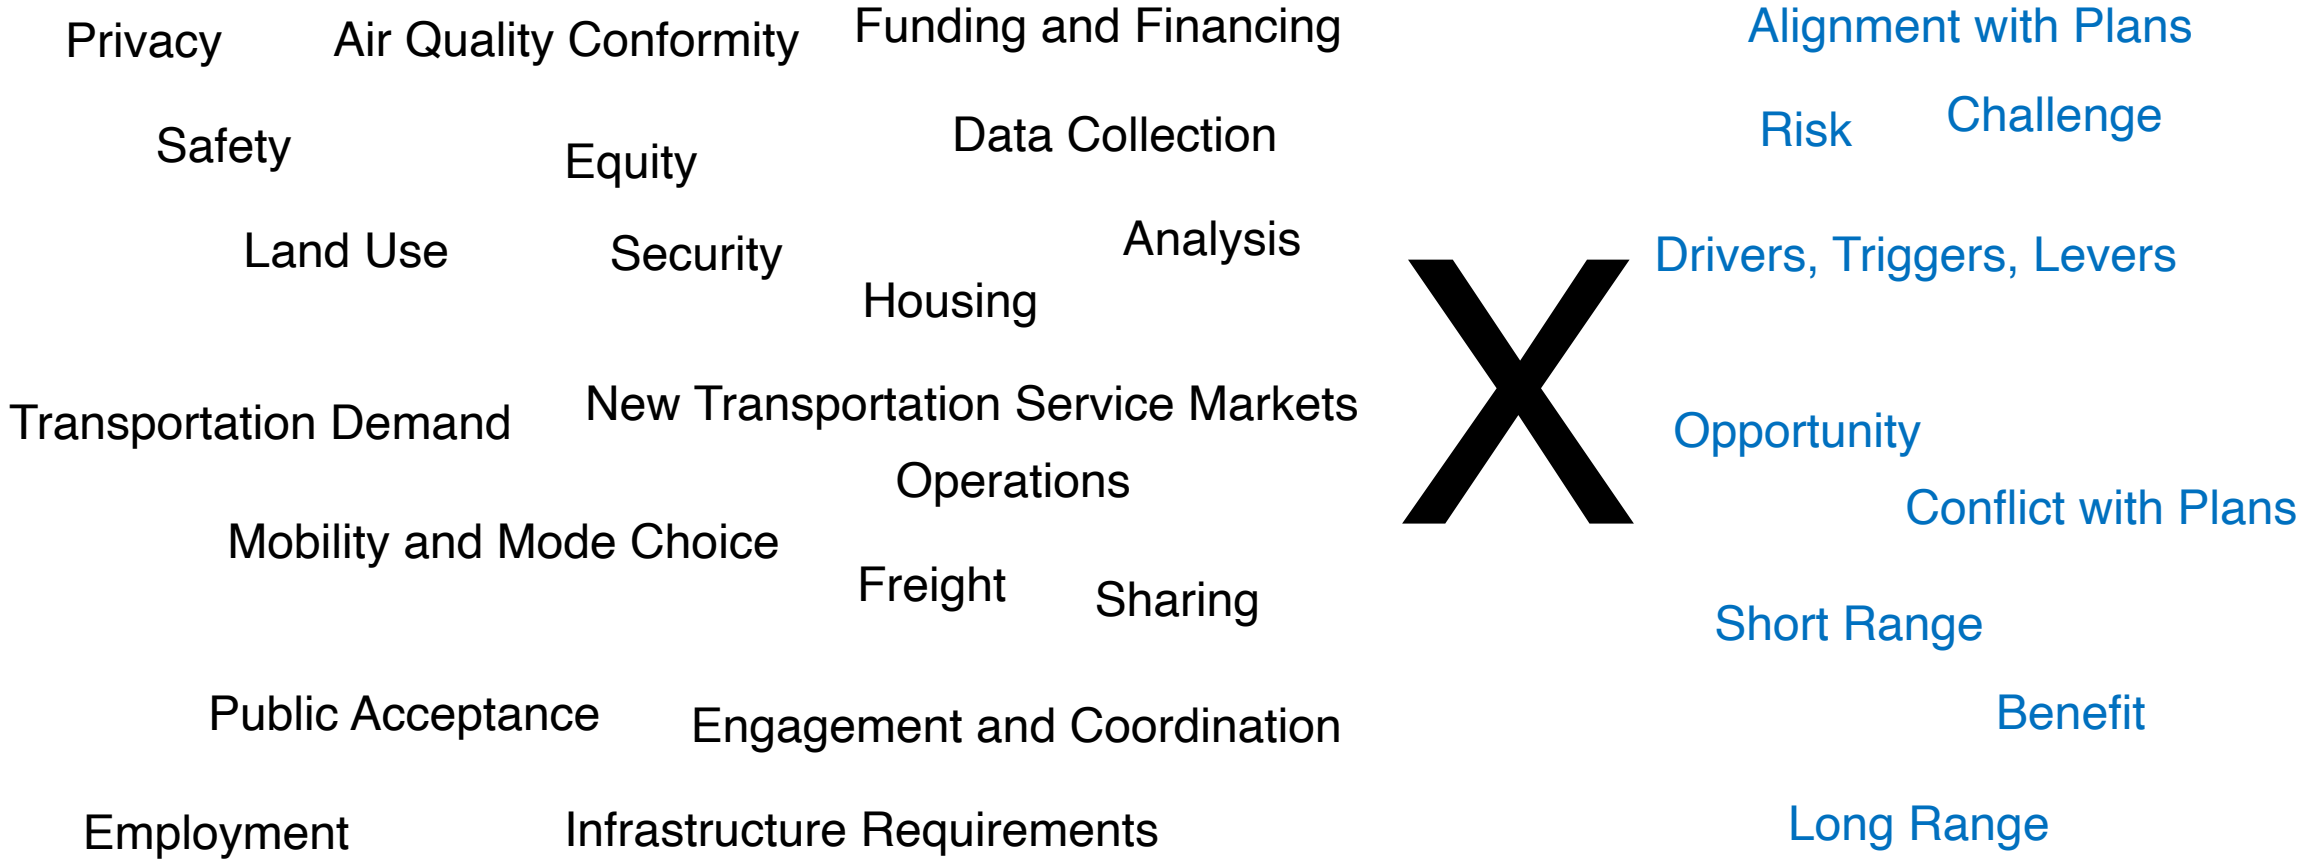 Privacy
Air Quality Conformity
Funding and Financing
Safety
Equity
Data Collection
Land Use
Security
Analysis
Housing
Transportation Demand
New Transportation Service Markets
Operations
Mobility and Mode Choice
Freight
Sharing
Public Acceptance
Engagement and Coordination
Employment
Infrastructure Requirements
X
Alignment with Plans
Risk
Challenge
Drivers, Triggers, Levers
Opportunity
Conflict with Plans
Short Range
Benefit
Long Range